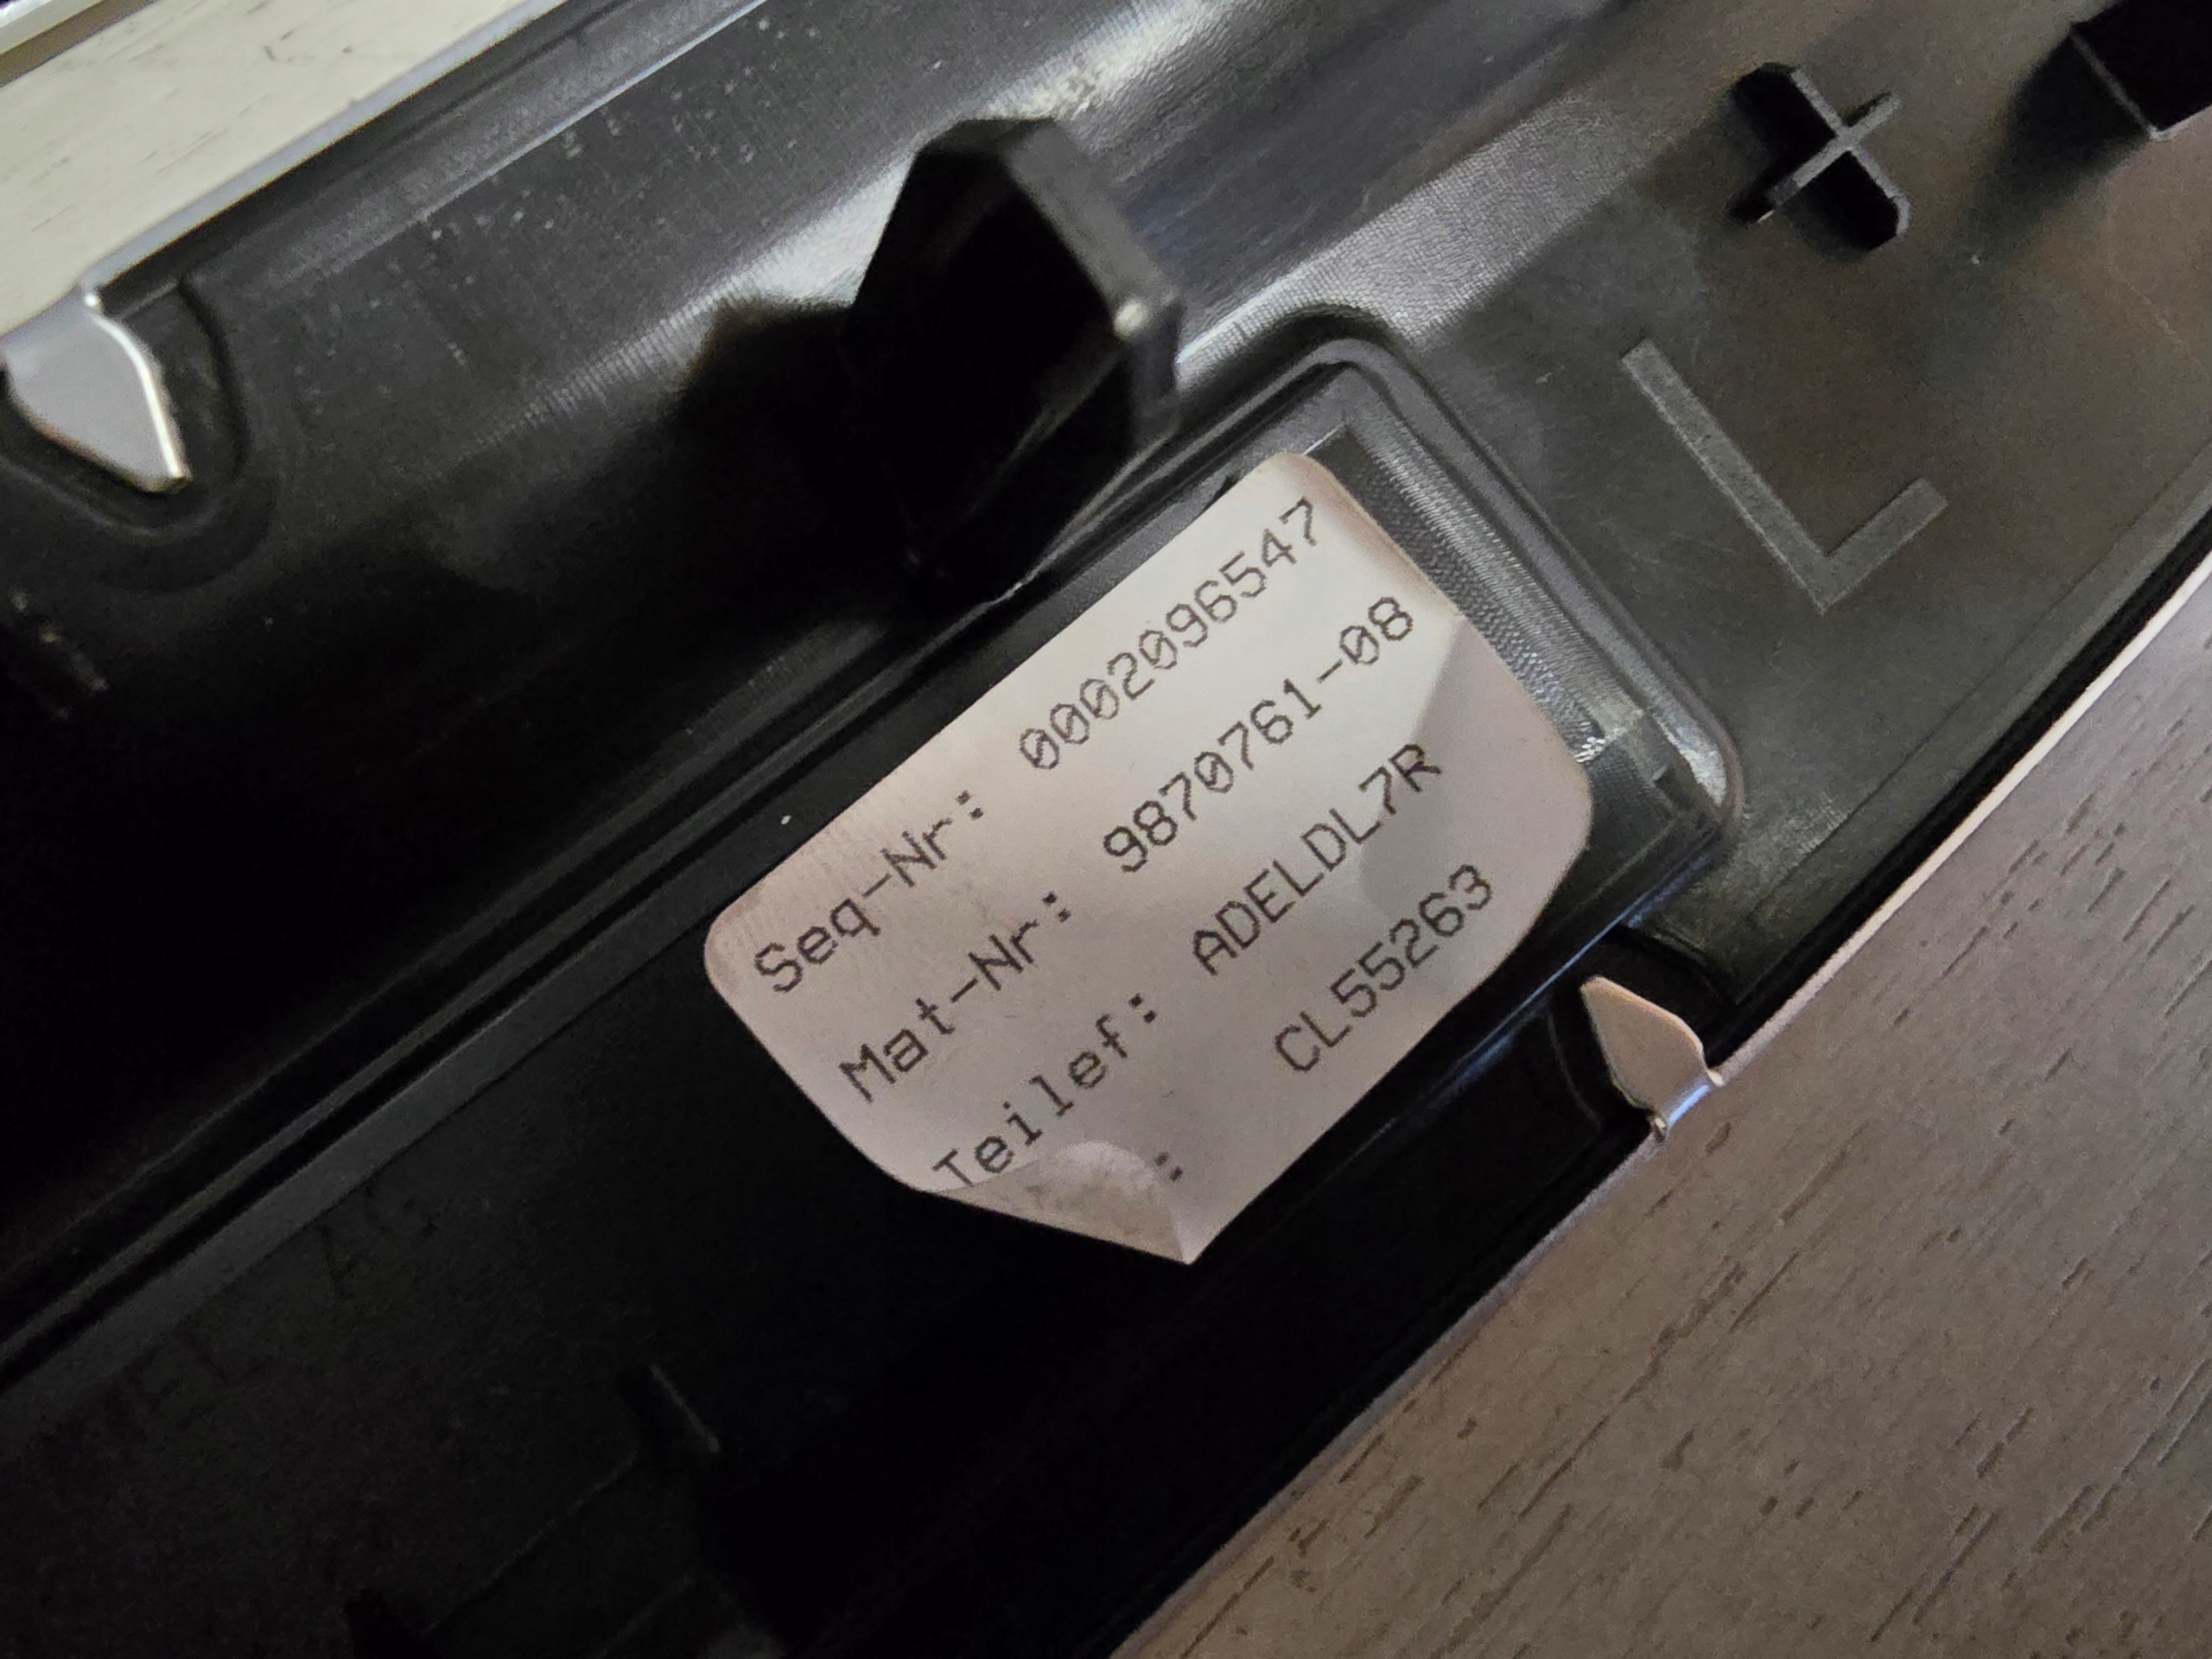 Seq-Nr: 0002096547
Mat-Nr: 9870761-08
Teilef: ADELDL7R
: CL55263
L